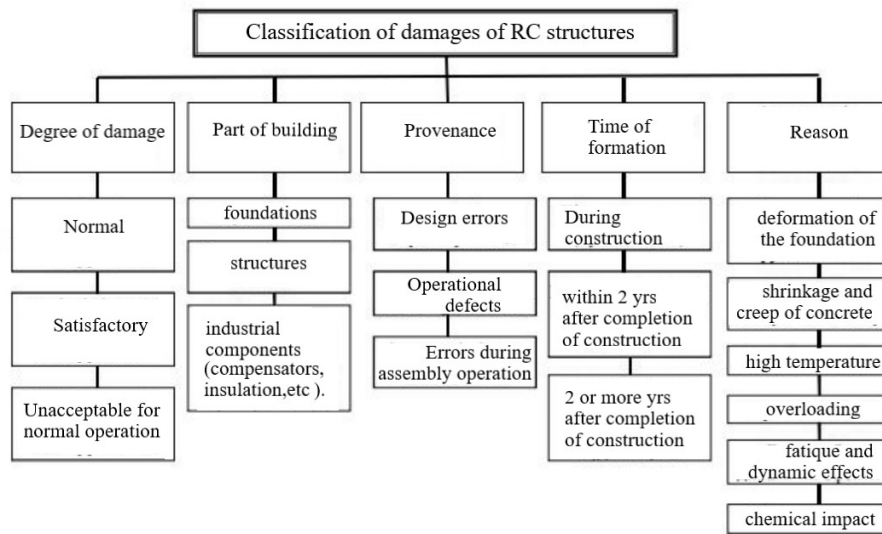 Classification of damages of RC structures
Degree of damage
Part of building
Provenance
Time of
formation
Reason
Normal
Satisfactory
Unacceptable for
normal operation
foundations
structures
industrial
components
(compensators,
insulation,etc ).
Design errors
Operational
defects
Errors during
assembly operation
During
construction
within 2 yrs
after completion
of construction
2 or more yrs
after completion
of construction
deformation of
the foundation
shrinkage and
creep of concrete
high temperature
overloading
fatique and
dynamic effects
chemical impact